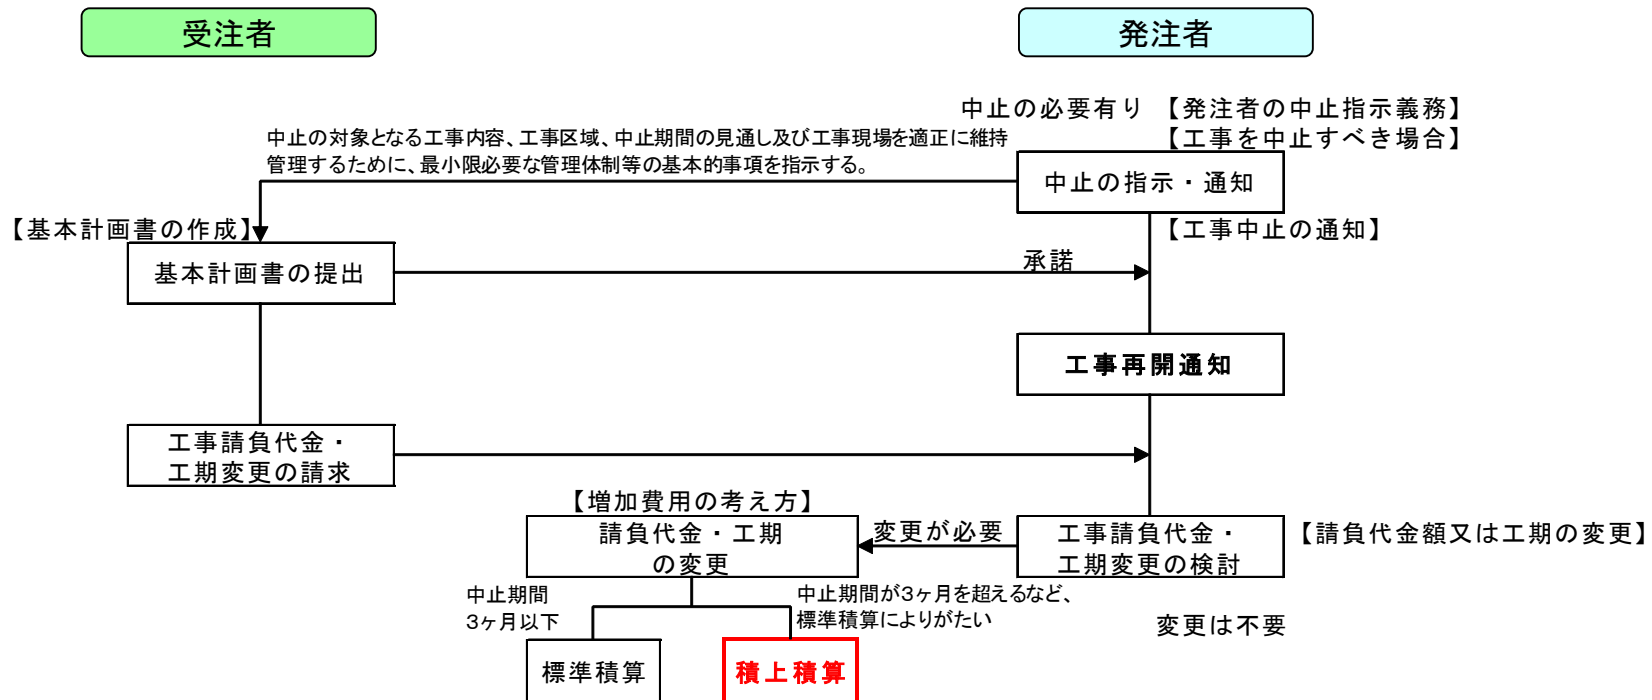 受注者
発注者
中止の必要有り 【発注者の中止指示義務】
【工事を中止すべき場合】
中止の対象となる工事内容、工事区域、中止期間の見通し及び工事現場を適正に維持
管理するために、最小限必要な管理体制等の基本的事項を指示する。
中止の指示・通知
【基本計画書の作成】
【工事中止の通知】
基本計画書の提出
承諾
工事再開通知
工事請負代金・
工期変更の請求
【増加費用の考え方】
請負代金・工期
の変更
変更が必要
工事請負代金・
工期変更の検討
【請負代金額又は工期の変更】
中止期間
3ヶ月以下
中止期間が3ヶ月を超えるなど、
標準積算によりがたい
変更は不要
標準積算
積上積算